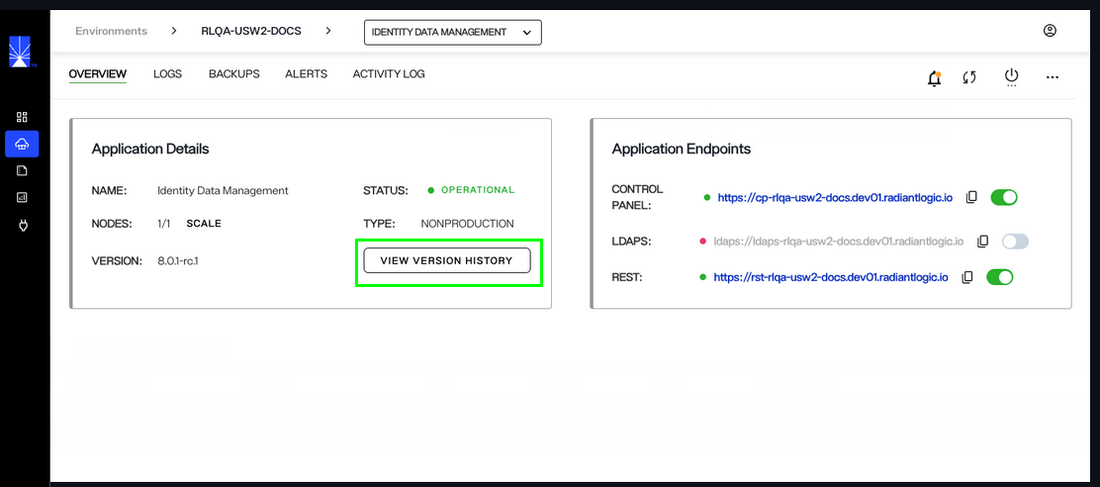 Environments > RLQA-USW2-DOCS > IDENTITY DATA MANAGEMENT
OVERVIEW LOGS BACKUPS ALERTS ACTIVITY LOG
Application Details
NAME: Identity Data Management
STATUS: OPERATIONAL
NODES: 1/1 SCALE
TYPE: NONPRODUCTION
VERSION: 8.0.1-rc.1
VIEW VERSION HISTORY
Application Endpoints
CONTROL
PANEL: https://cp-rlqa-usw2-docs.dev01.radiantlogic.io
LDAPS: ldaps://ldaps-rlqa-usw2-docs.dev01.radiantlogic.io
REST: https://rst-rlqa-usw2-docs.dev01.radiantlogic.io